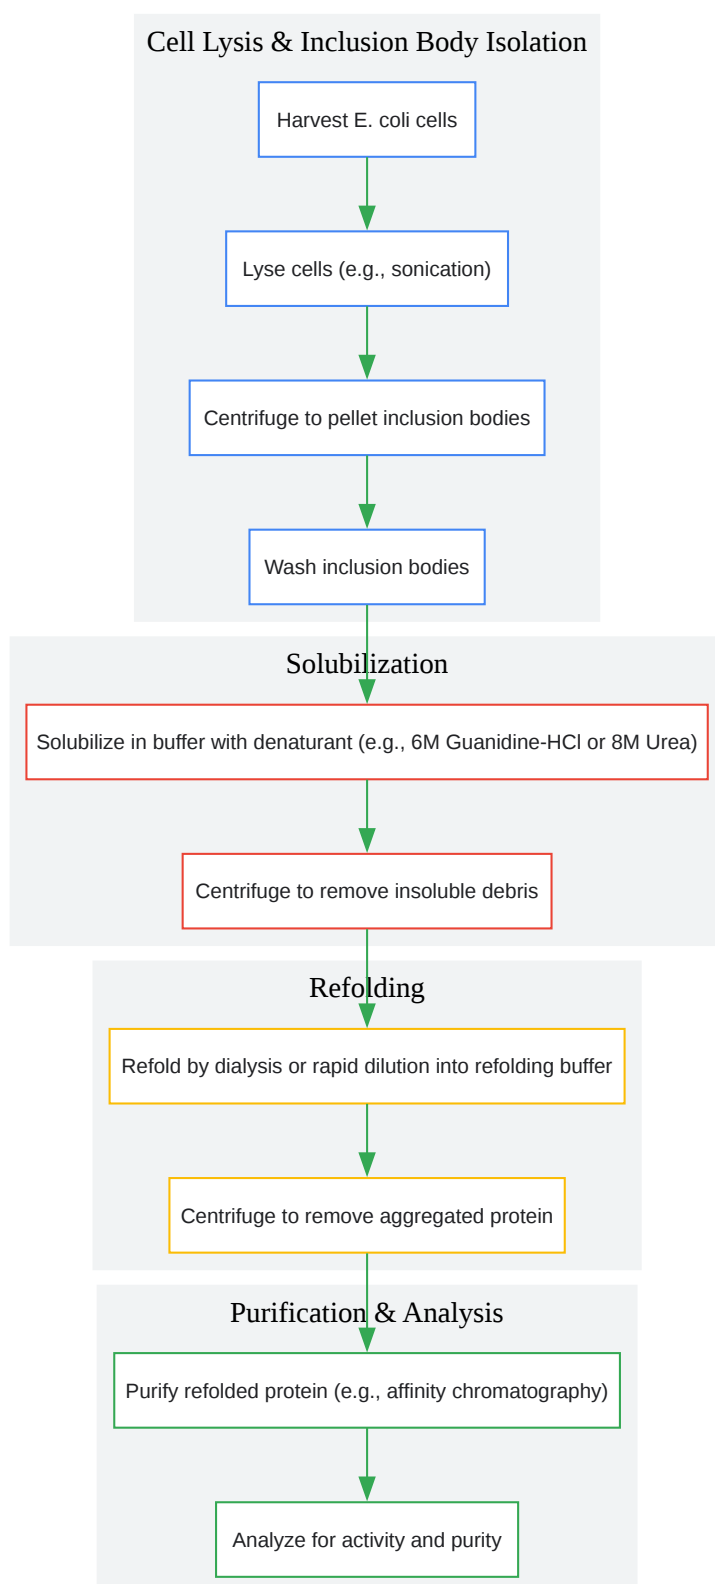 Cell Lysis & Inclusion Body Isolation
Harvest E. coli cells
Lyse cells (e.g., sonication)
Centrifuge to pellet inclusion bodies
Wash inclusion bodies
Solubilization
Solubilize in buffer with denaturant (e.g., 6M Guanidine-HCl or 8M Urea)
Centrifuge to remove insoluble debris
Refolding
Refold by dialysis or rapid dilution into refolding buffer
Centrifuge to remove aggregated protein
Purification & Analysis
Purify refolded protein (e.g., affinity chromatography)
Analyze for activity and purity